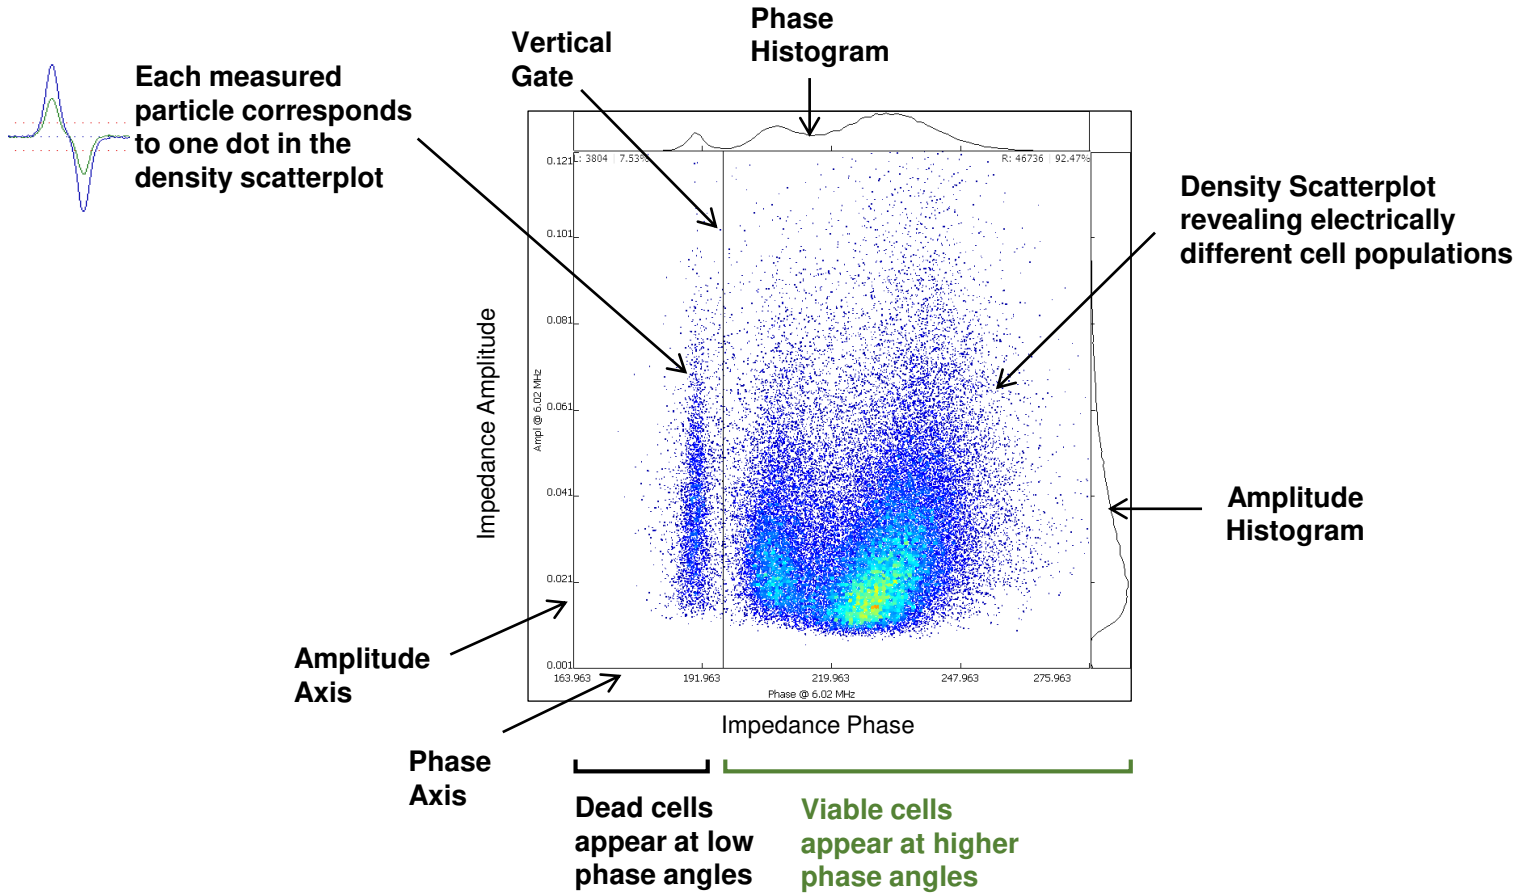 Phase
Histogram
Vertical
Gate
Each measured
particle corresponds
to one dot in the
density scatterplot
L: 3804 | 7.53%
R: 46736 | 92.47%
Density Scatterplot
revealing electrically
different cell populations
0.121
0.101
0.081
0.061
0.041
0.021
0.001
Impedance Amplitude
Ampl @ 6.02 MHz
Amplitude
Histogram
Amplitude
Axis
163.963
191.963
219.963
247.963
275.963
Phase @ 6.02 MHz
Impedance Phase
Phase
Axis
Dead cells
appear at low
phase angles
Viable cells
appear at higher
phase angles